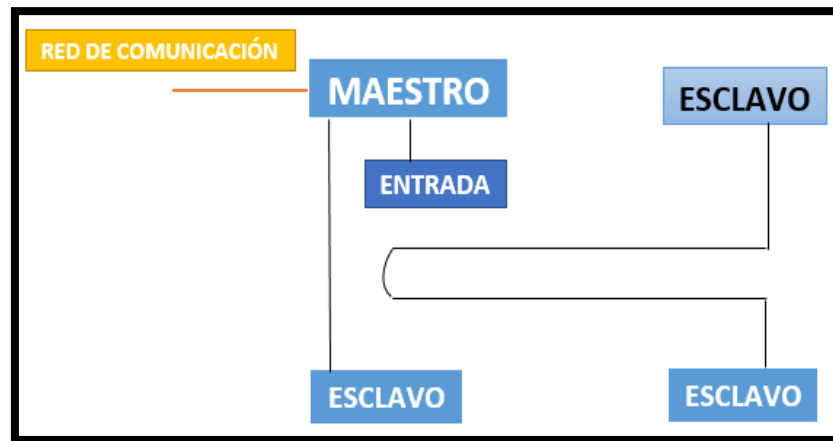 RED DE COMUNICACIÓN
MAESTRO
ESCLAVO
ENTRADA
ESCLAVO
ESCLAVO